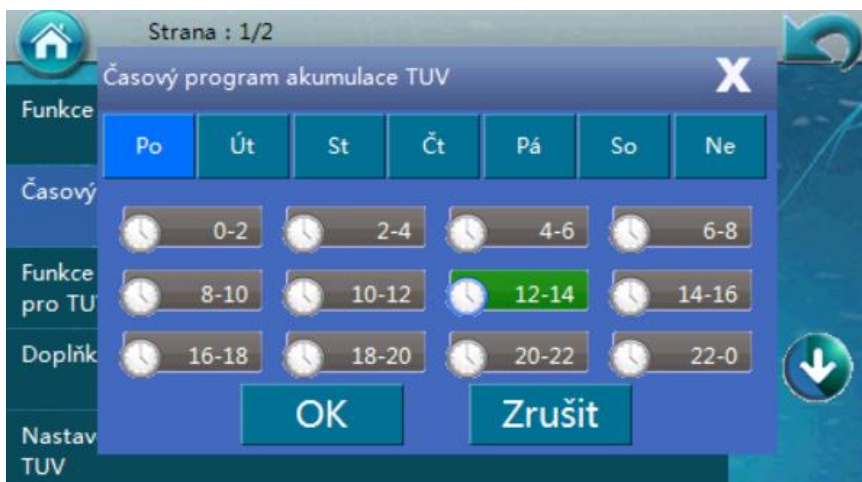 Strana : 1/2
Časový program akumulace TUV
X
Funkce
Po Út St Čt Pá So Ne
Časový
0-2 2-4 4-6 6-8
Funkce
pro TU
8-10 10-12 12-14 14-16
Doplňk
16-18 18-20 20-22 22-0
OK Zrušit
Nastav
TUV